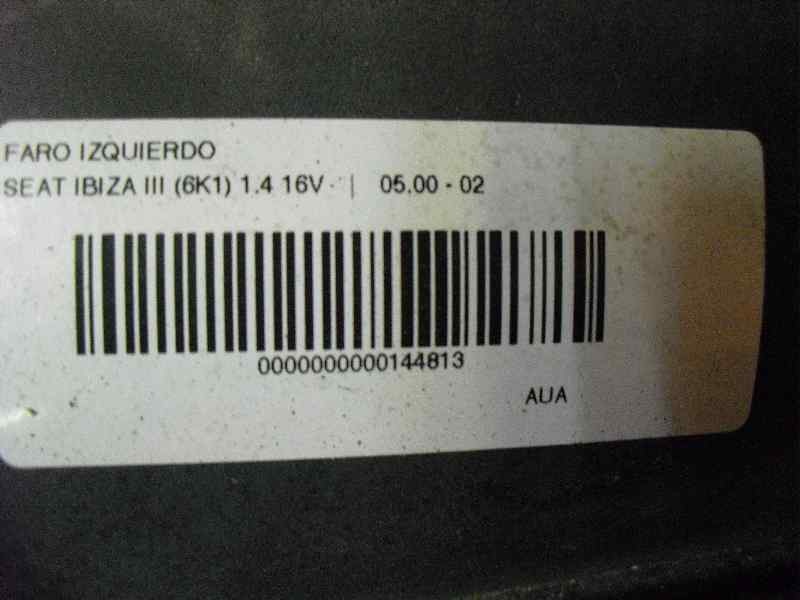 FARO IZQUIERDO
SEAT IBIZA III (6K1) 1.4 16V · | 05.00 - 02
0000000000144813
AUA